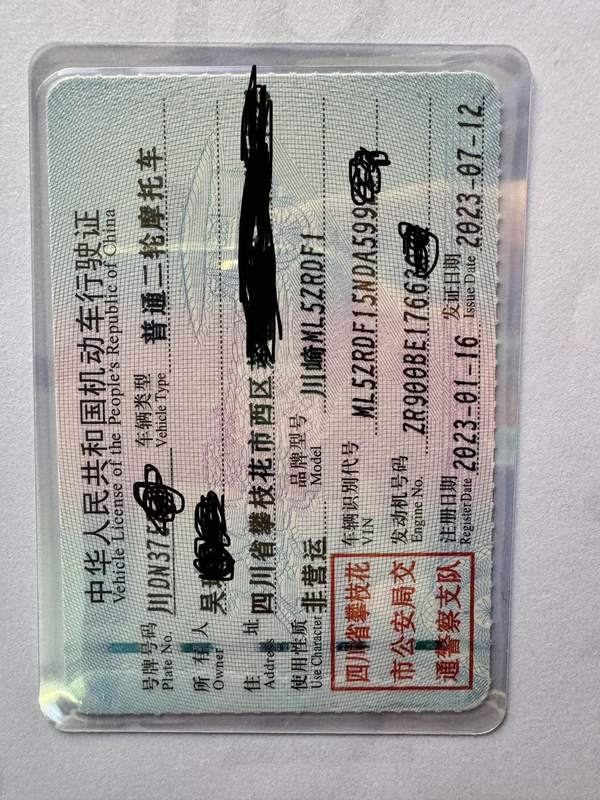 中华人民共和国机动车行驶证
Vehicle License of the People's Republic of China
号牌号码 川DN37 车辆类型 普通二轮摩托车
Plate No. Vehicle Type
所有人 吴
Owner
住址 四川省攀枝花市西区
Address
使用性质 非营运 品牌型号 川崎ML5ZRDF1
Use Character Model
四川省攀枝花
市公安局交
通警察支队
车辆识别代号 ML5ZRDF15NDA599
VIN
发动机号码 ZR900BE1766
Engine No.
注册日期 2023-01-16 发证日期 2023-07-12
Register Date Issue Date